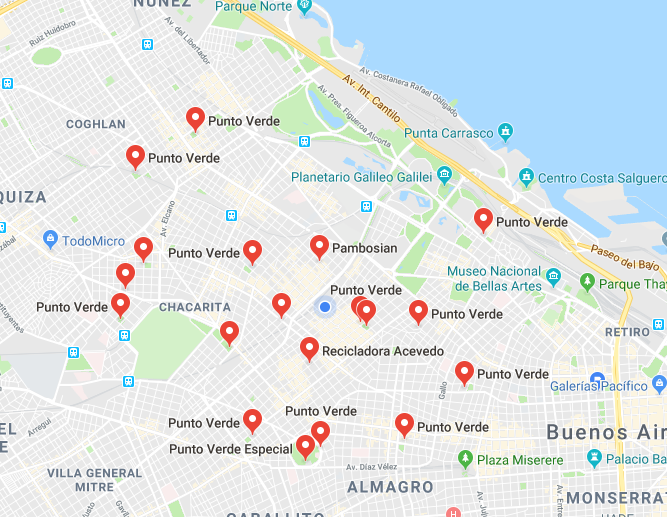 NUÑEZ
Parque Norte
Ruiz Huidobro
Av. del Libertador
Av. Costanera Rafael Obligado
Av. Int. Cantilo
Av. Pres. Figueroa Alcorta
COGHLAN
Punto Verde
Punta Carrasco
Punto Verde
Planetario Galileo Galilei
Centro Costa Salguero
QUIZA
Av. Elcano
Punto Verde
TodoMicro
Punto Verde
Pambosian
Paseo del Bajo
Museo Nacional
de Bellas Artes
Parque Thay
Punto Verde
Punto Verde
CHACARITA
Punto Verde
RETIRO
Recicladora Acevedo
Punto Verde
Gallo
Galerías Pacífico
Punto Verde
Punto Verde
Punto Verde
Arregui
Buenos Air
Punto Verde Especial
Plaza Miserere
Palacio Ba
Av. Díaz Vélez
VILLA GENERAL
MITRE
ALMAGRO
MONSERRA
Av. Entre
CABALLITO